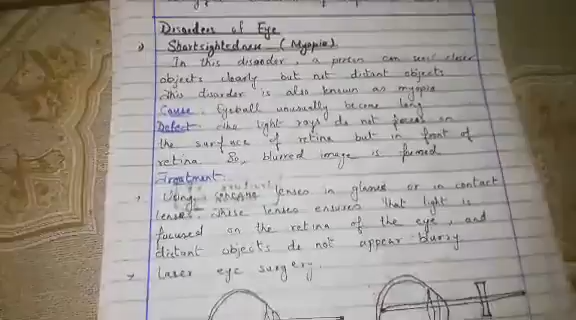 Disorders of Eye
1) Shortsightedness (Myopia)
In this disorder, a person can see close
objects clearly but not distant objects
This disorder is also known as myopia
Cause. Eyeball unusually become long
Defect. The light rays do not focus on
the surface of retina but in front of
retina So, blurred image is formed
Treatment.
Using lenses in glasses or in contact
lenses. These lenses ensures that light is
focused on the retina of the eye, and
distant objects do not appear blurry
Laser eye surgery.